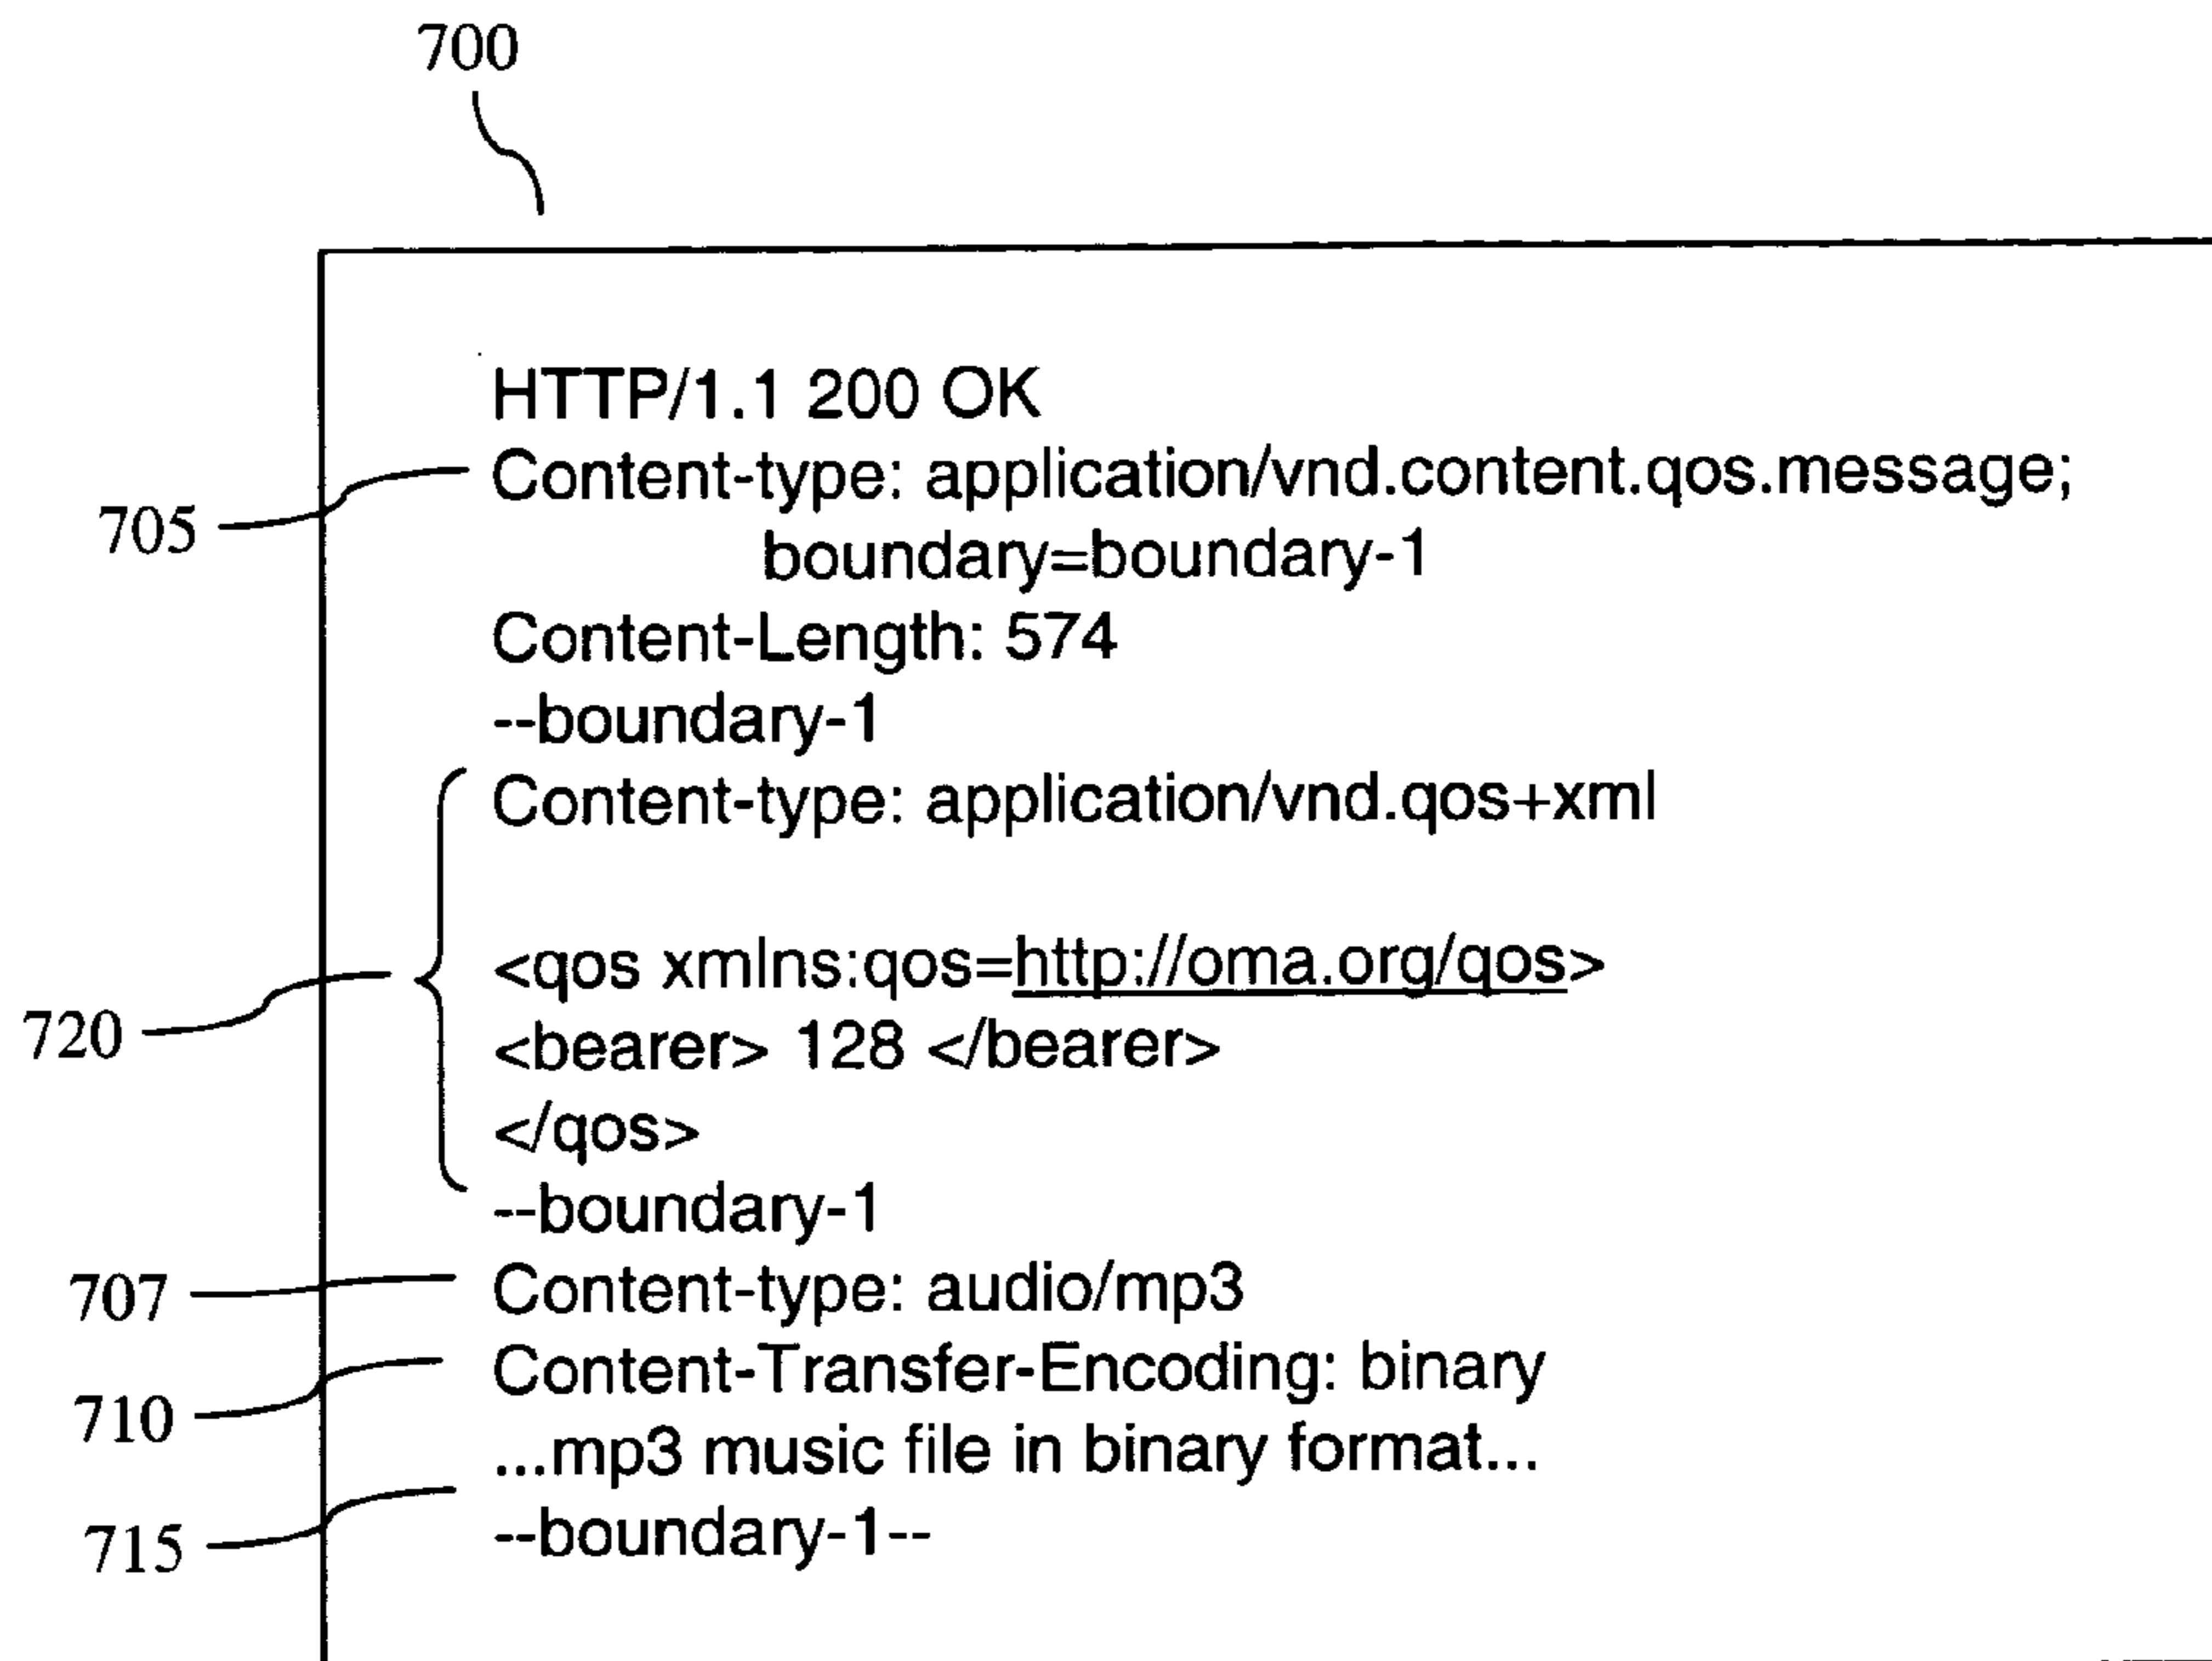 700
HTTP/1.1 200 OK
705 Content-type: application/vnd.content.qos.message;
boundary=boundary-1
Content-Length: 574
--boundary-1
Content-type: application/vnd.qos+xml
<qos xmlns:qos=http://oma.org/qos>
720
<bearer> 128 </bearer>
</qos>
--boundary-1
707 Content-type: audio/mp3
710 Content-Transfer-Encoding: binary
...mp3 music file in binary format...
715
--boundary-1--